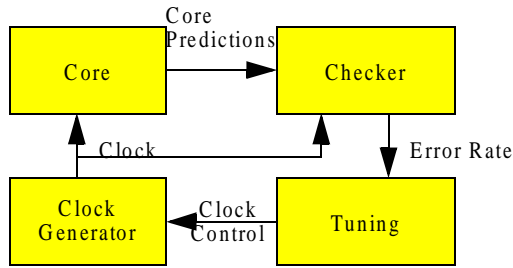 Core
Predictions
Core
Checker
Clock
Error Rate
Clock
Generator
Clock
Control
Tuning